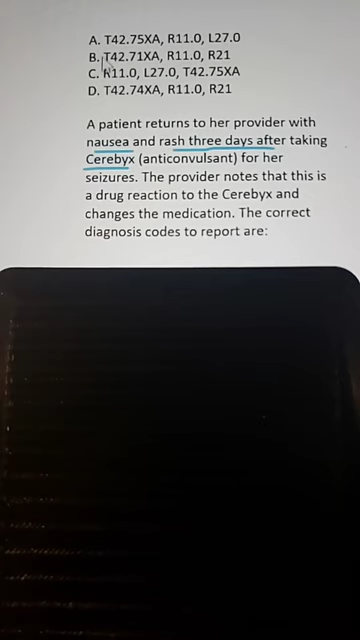 A. T42.75XA, R11.0, L27.0
B. T42.71XA, R11.0, R21
C. R11.0, L27.0, T42.75XA
D. T42.74XA, R11.0, R21
A patient returns to her provider with
nausea and rash three days after taking
Cerebyx (anticonvulsant) for her
seizures. The provider notes that this is
a drug reaction to the Cerebyx and
changes the medication. The correct
diagnosis codes to report are: